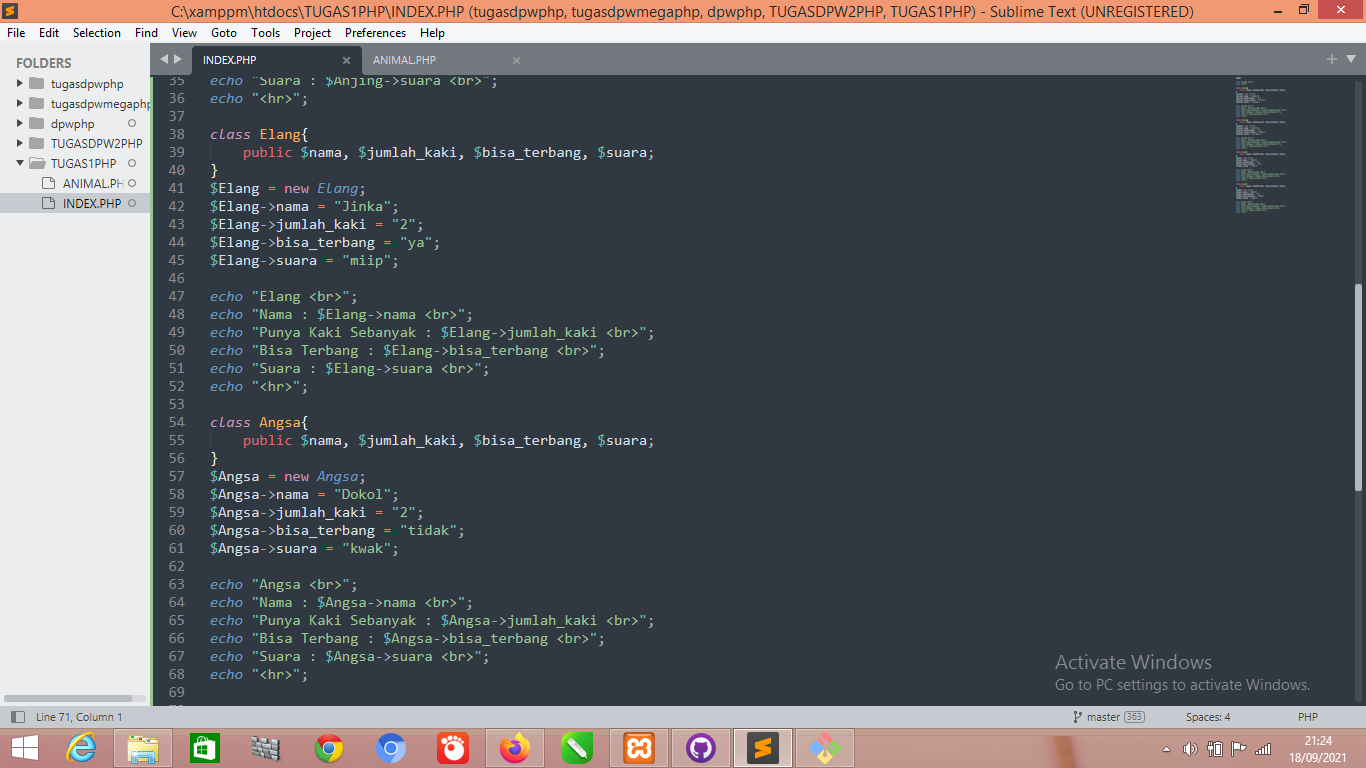 C:\xamppm\htdocs\TUGAS1PHP\INDEX.PHP (tugasdpwphp, tugasdpwmegaphp, dpwphp, TUGASDPW2PHP, TUGAS1PHP) - Sublime Text (UNREGISTERED)
File Edit Selection Find View Goto Tools Project Preferences Help
FOLDERS
tugasdpwphp
tugasdpwmegaphp
dpwphp
TUGASDPW2PHP
TUGAS1PHP
ANIMAL.PH
INDEX.PHP
INDEX.PHP ANIMAL.PHP
35 echo "Suara : $Anjing->suara <br>";
36 echo "<hr>";
37
38 class Elang{
39 public $nama, $jumlah_kaki, $bisa_terbang, $suara;
40 }
41 $Elang = new Elang;
42 $Elang->nama = "Jinka";
43 $Elang->jumlah_kaki = "2";
44 $Elang->bisa_terbang = "ya";
45 $Elang->suara = "miip";
46
47 echo "Elang <br>";
48 echo "Nama : $Elang->nama <br>";
49 echo "Punya Kaki Sebanyak : $Elang->jumlah_kaki <br>";
50 echo "Bisa Terbang : $Elang->bisa_terbang <br>";
51 echo "Suara : $Elang->suara <br>";
52 echo "<hr>";
53
54 class Angsa{
55 public $nama, $jumlah_kaki, $bisa_terbang, $suara;
56 }
57 $Angsa = new Angsa;
58 $Angsa->nama = "Dokol";
59 $Angsa->jumlah_kaki = "2";
60 $Angsa->bisa_terbang = "tidak";
61 $Angsa->suara = "kwak";
62
63 echo "Angsa <br>";
64 echo "Nama : $Angsa->nama <br>";
65 echo "Punya Kaki Sebanyak : $Angsa->jumlah_kaki <br>";
66 echo "Bisa Terbang : $Angsa->bisa_terbang <br>";
67 echo "Suara : $Angsa->suara <br>";
68 echo "<hr>";
69
Activate Windows
Go to PC settings to activate Windows.
Line 71, Column 1 master 363 Spaces: 4 PHP
21:24
18/09/2021